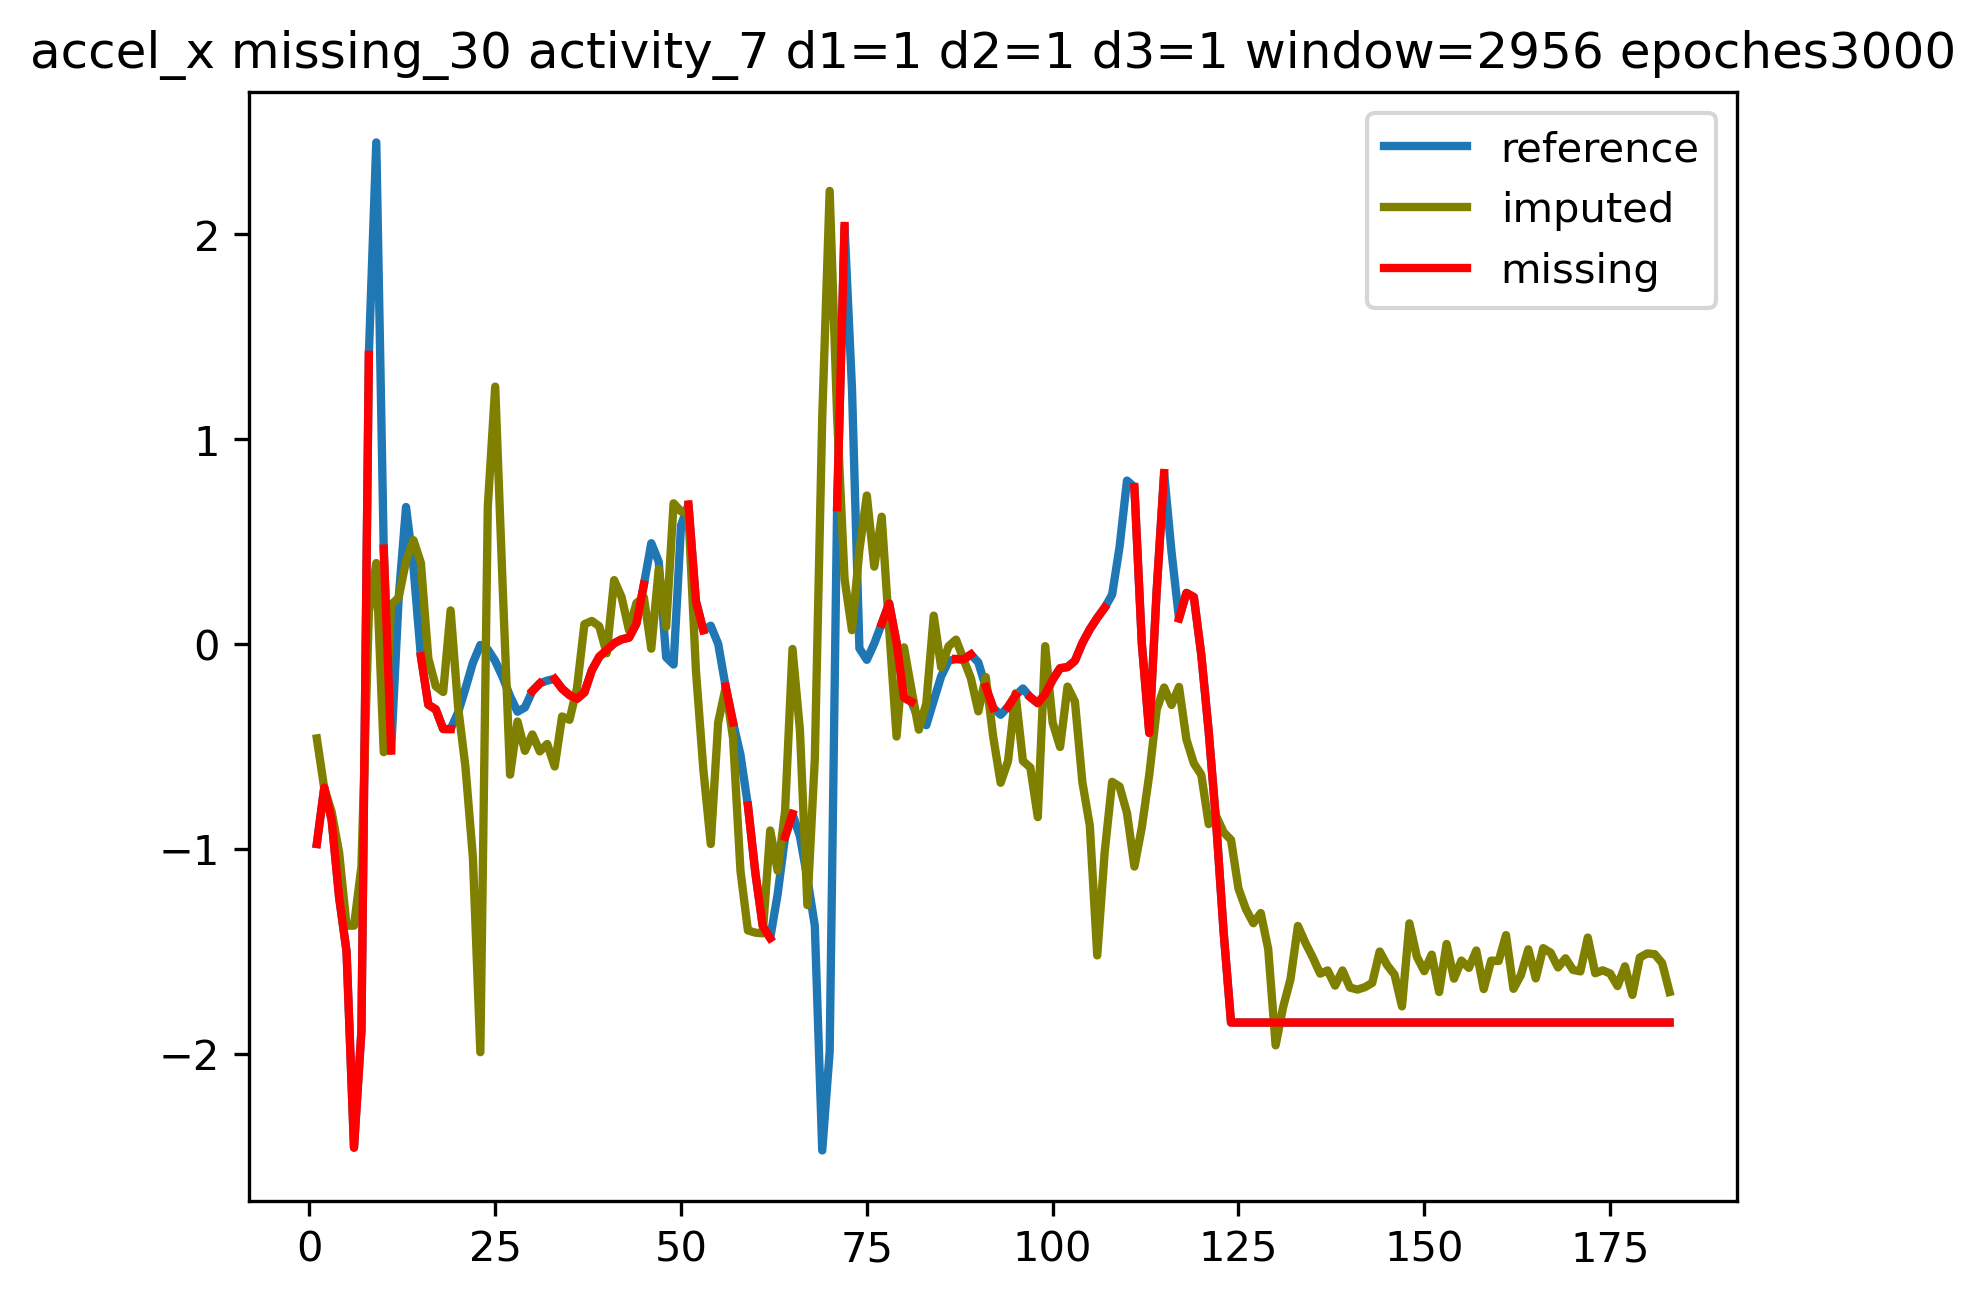 accel_x missing_30 activity_7 d1=1 d2=1 d3=1 window=2956 epoches3000
reference
imputed
missing
2
1
0
−1
−2
0 25 50 75 100 125 150 175